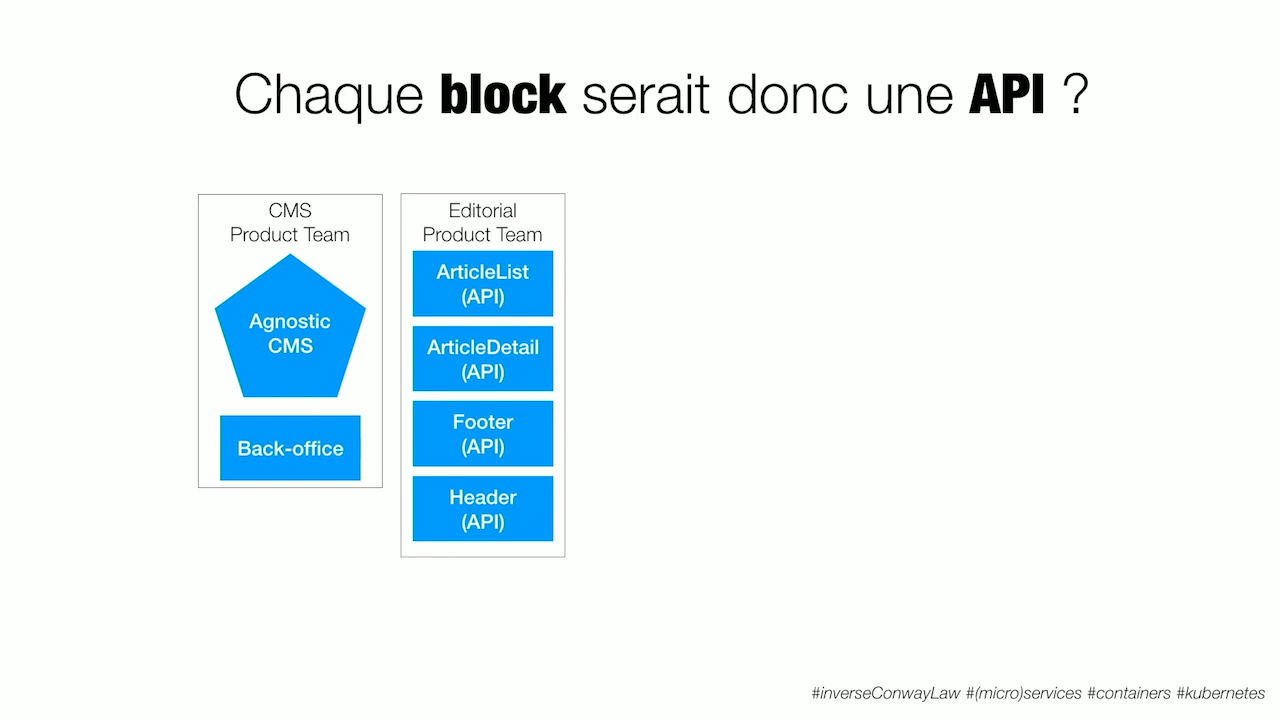 Chaque block serait donc une API ?
CMS
Product Team
Agnostic
CMS
Back-office
Editorial
Product Team
ArticleList
(API)
ArticleDetail
(API)
Footer
(API)
Header
(API)
#inverseConwayLaw #(micro)services #containers #kubernetes